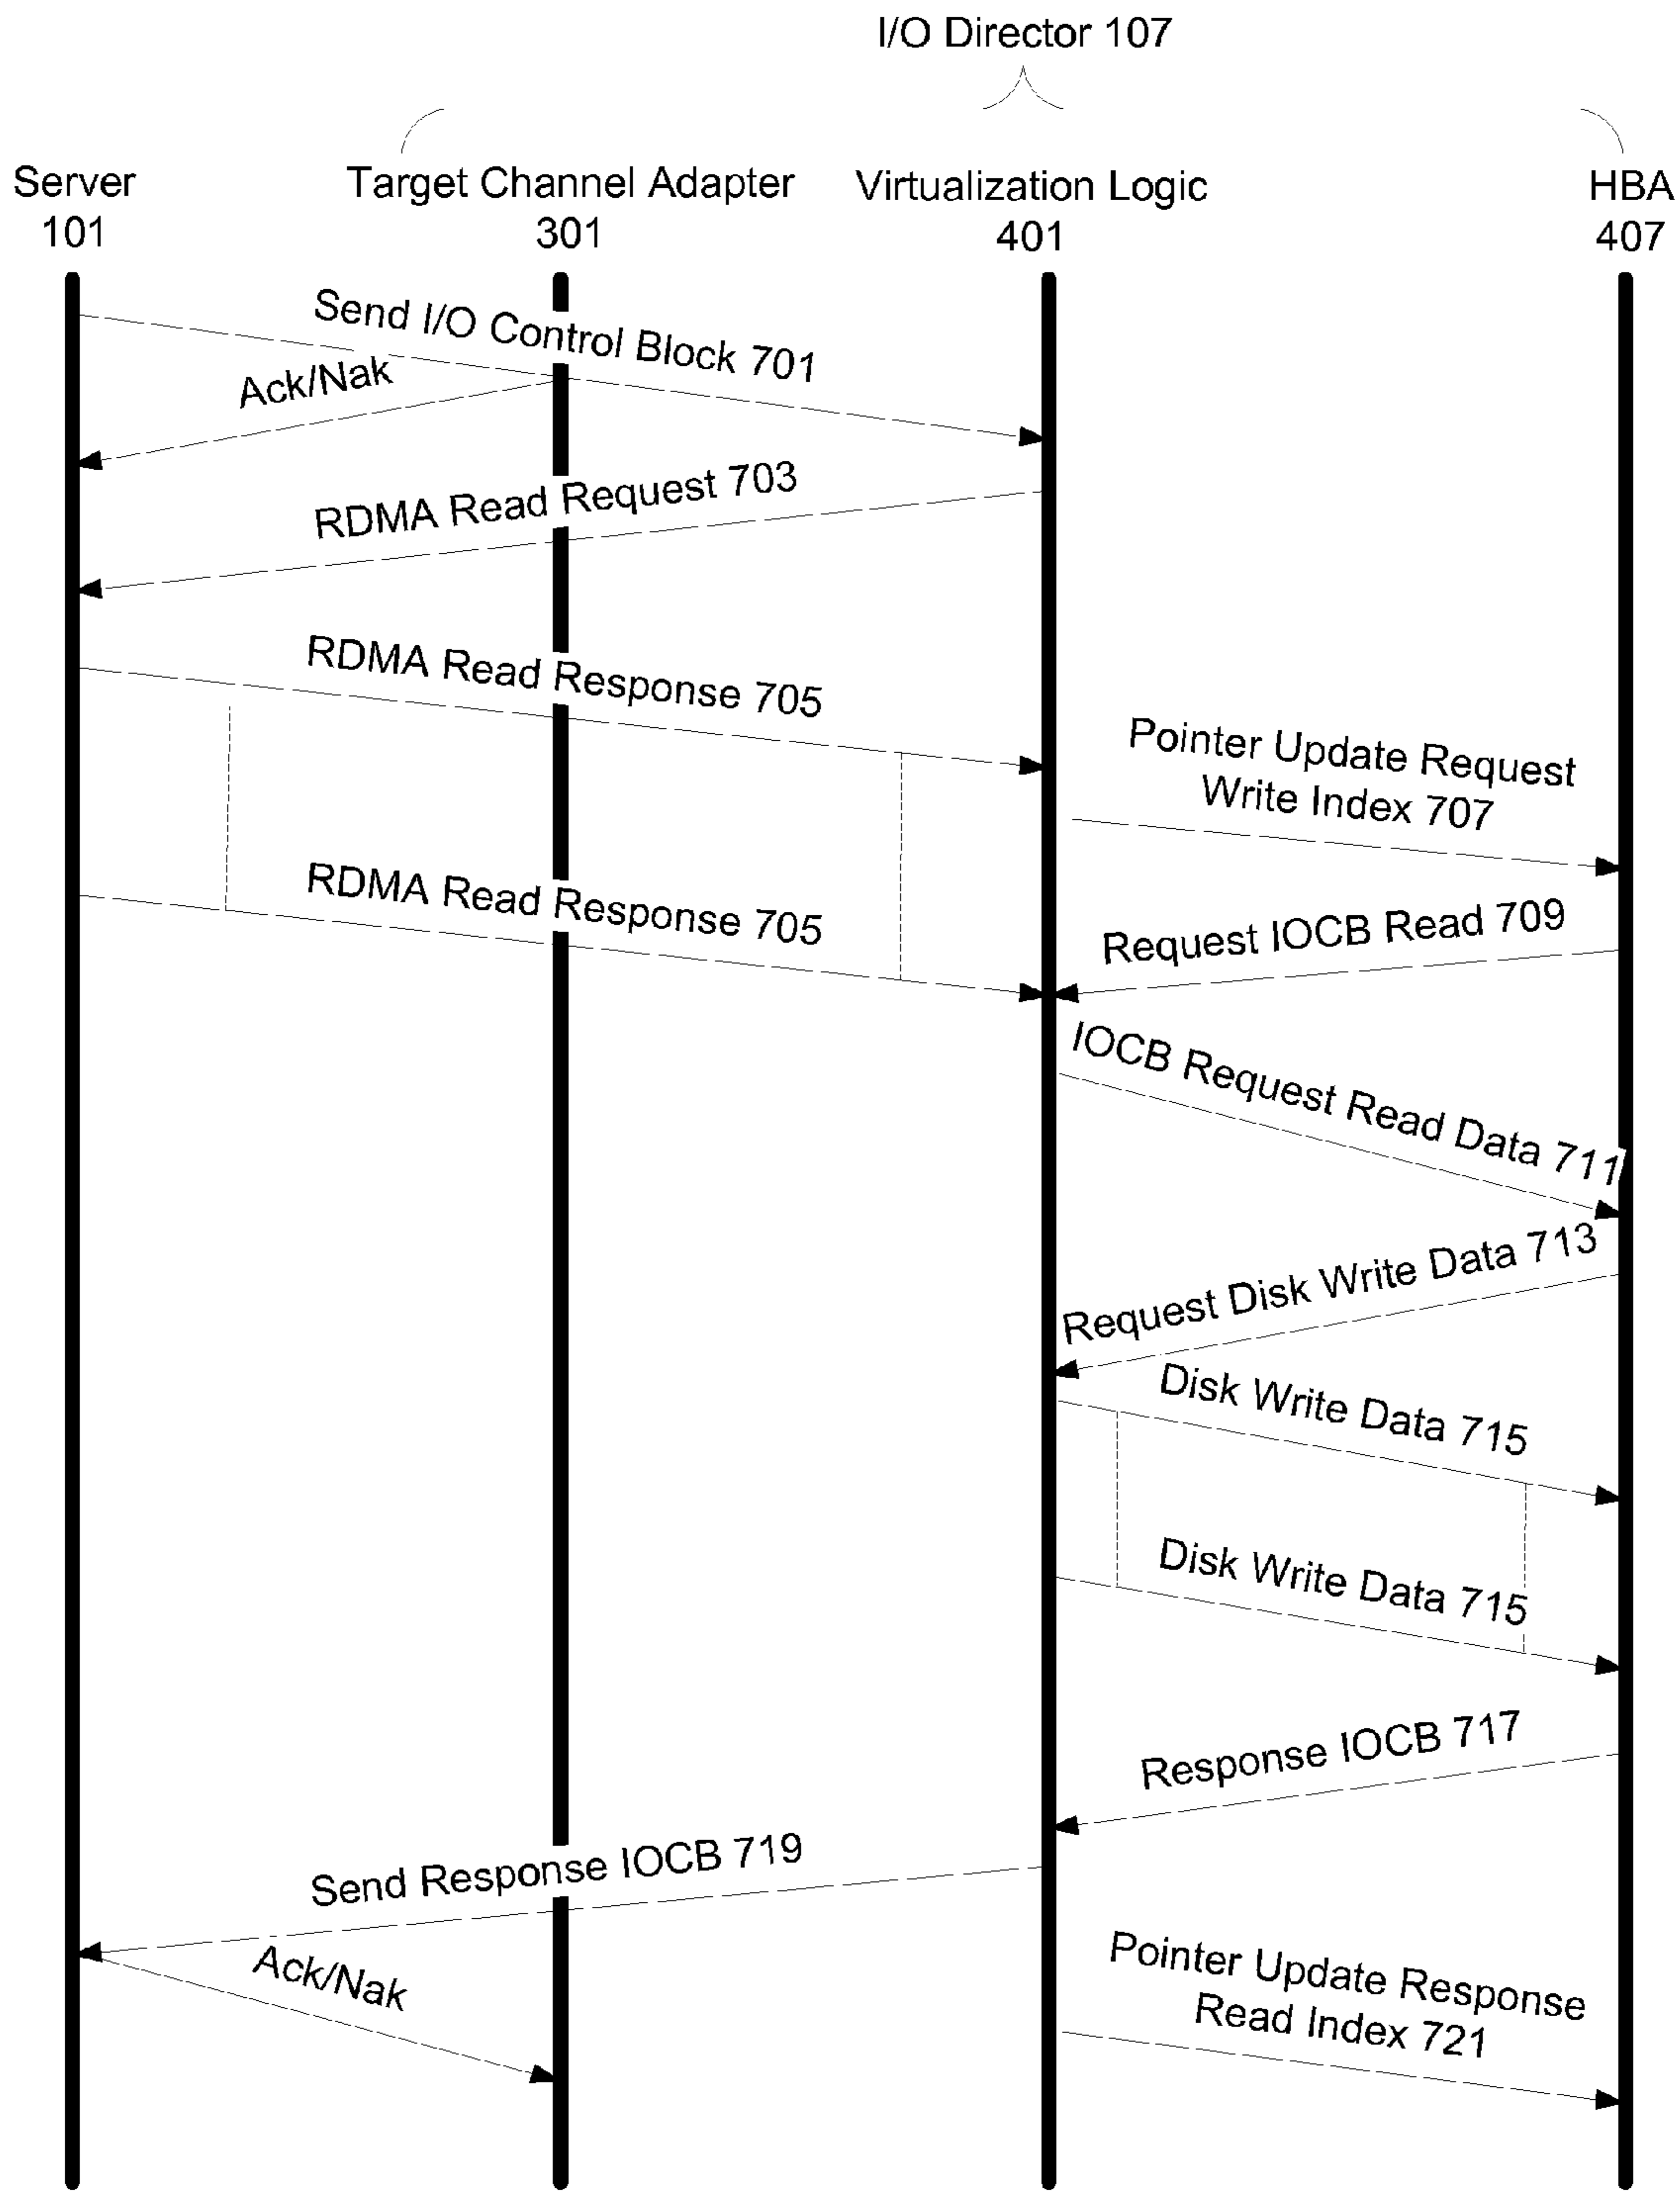 I/O Director 107
Server
101
Target Channel Adapter
301
Virtualization Logic
401
HBA
407
Send I/O Control Block 701
Ack/Nak
RDMA Read Request 703
RDMA Read Response 705
Pointer Update Request
Write Index 707
RDMA Read Response 705
Request IOCB Read 709
IOCB Request Read Data 711
Request Disk Write Data 713
Disk Write Data 715
Disk Write Data 715
Response IOCB 717
Send Response IOCB 719
Ack/Nak
Pointer Update Response
Read Index 721